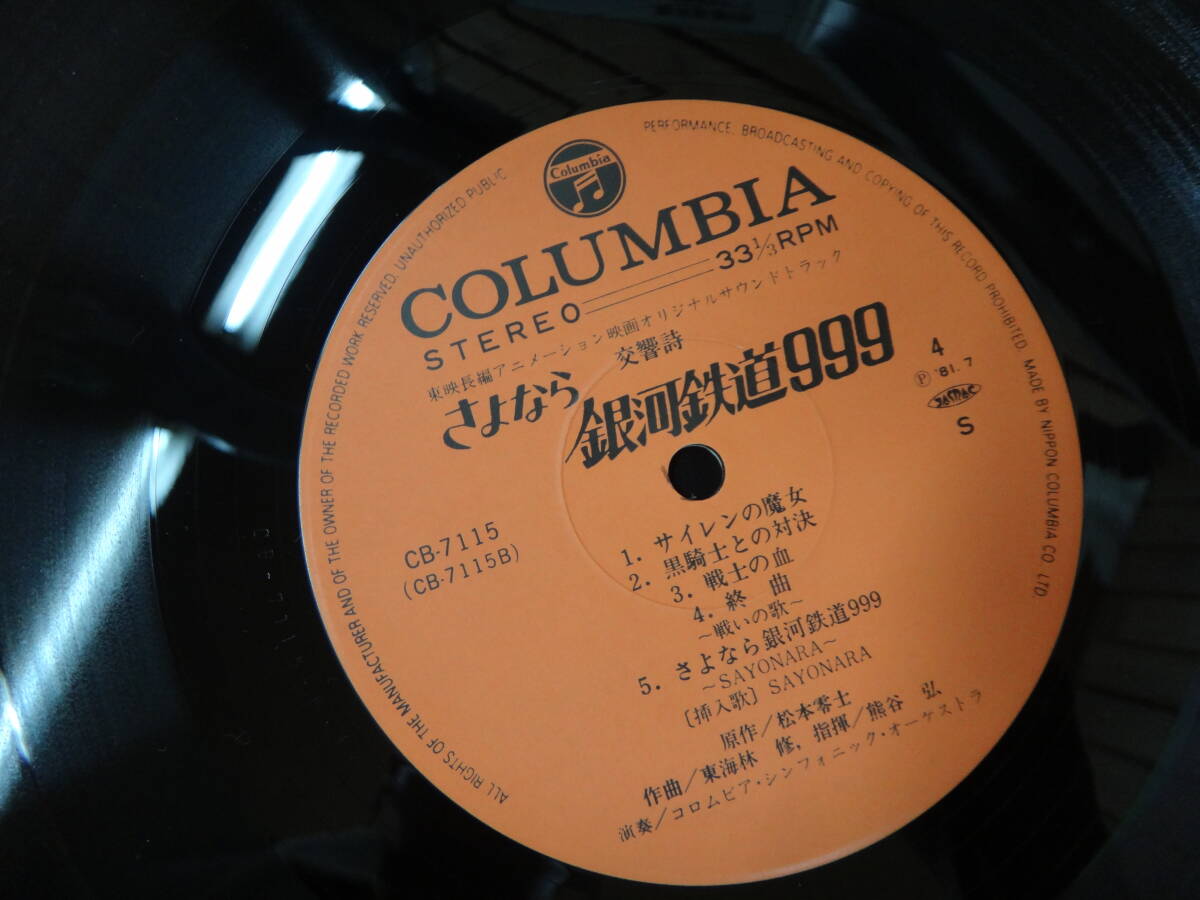 Columbia
COLUMBIA
STEREO 33⅓RPM
東映長編アニメーション映画オリジナルサウンドトラック
交響詩
さよなら銀河鉄道999
4
Ⓟ '81.7
JASRAC
S
CB-7115
(CB-7115B)
1. サイレンの魔女
2. 黒騎士との対決
3. 戦士の血
4. 終曲
~戦いの歌~
5. さよなら銀河鉄道999
~SAYONARA~
[挿入歌] SAYONARA
原作/松本零士
作曲/東海林 修, 指揮/熊谷 弘
演奏/コロムビア・シンフォニック・オーケストラ
ALL RIGHTS OF THE MANUFACTURER AND OF THE OWNER OF THE RECORDED WORK RESERVED. UNAUTHORIZED PUBLIC PERFORMANCE, BROADCASTING AND COPYING OF THIS RECORD PROHIBITED. MADE BY NIPPON COLUMBIA CO., LTD.